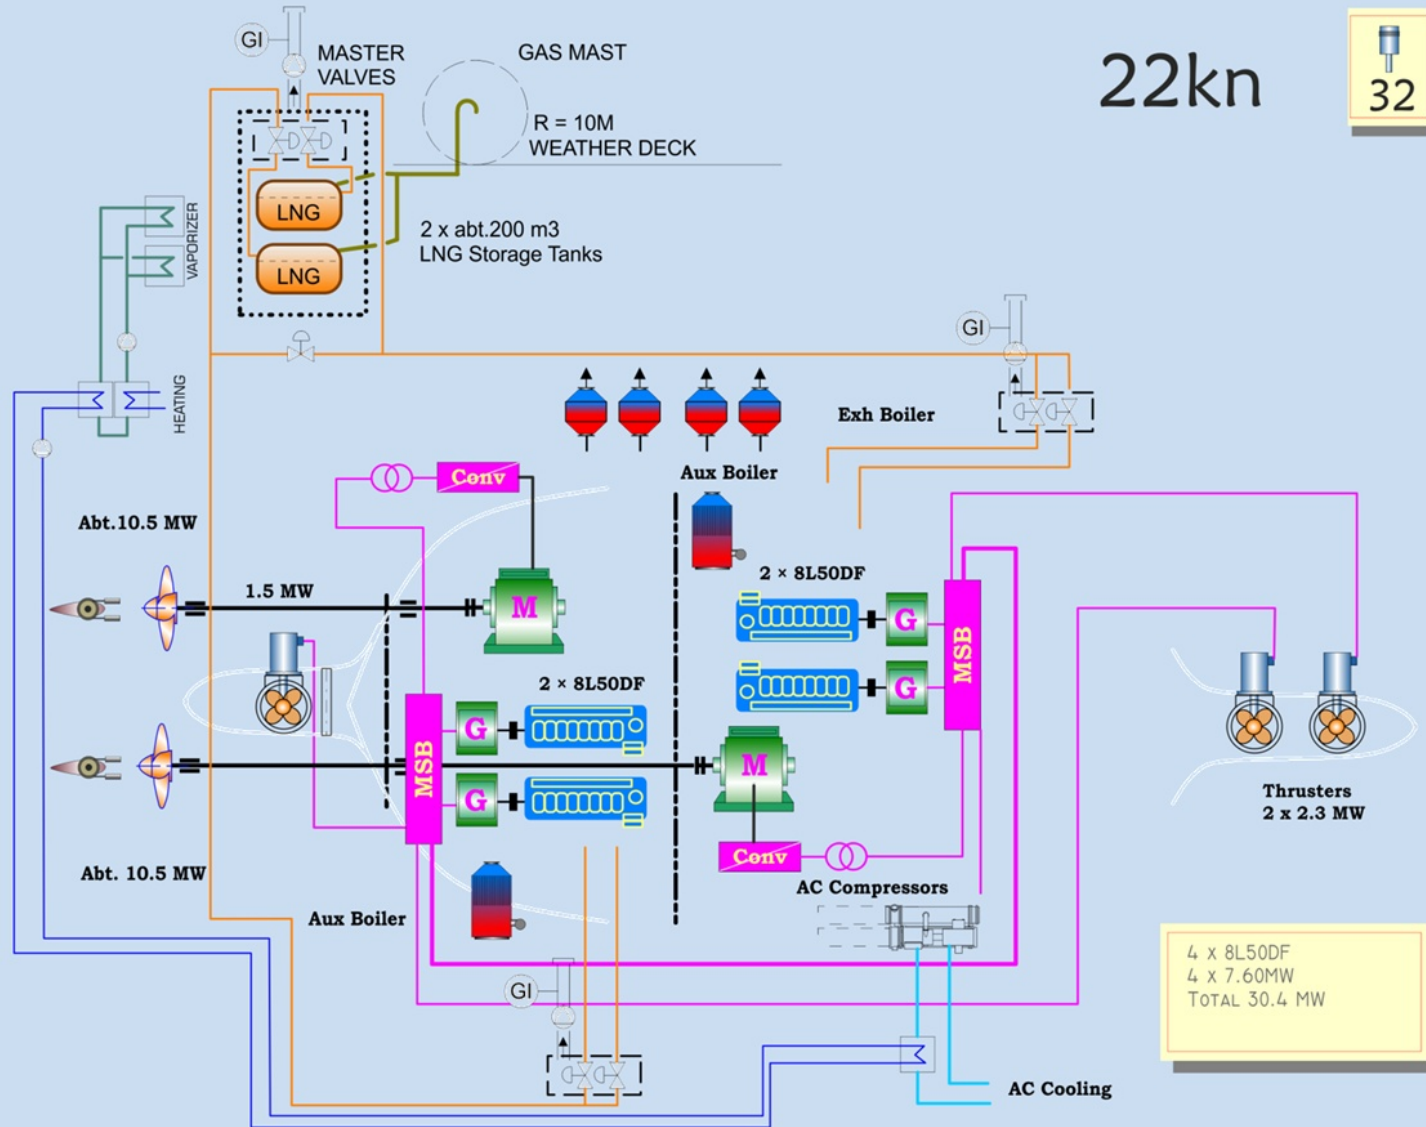 GI
MASTER
VALVES
GAS MAST
22kn
32
R = 10M
WEATHER DECK
LNG
LNG
2 x abt.200 m3
LNG Storage Tanks
VAPORIZER
HEATING
GI
Exh Boiler
Aux Boiler
Conv
Abt.10.5 MW
1.5 MW
M
2 × 8L50DF
G
G
MSB
2 × 8L50DF
G
G
MSB
M
Conv
Thrusters
2 x 2.3 MW
Abt. 10.5 MW
Aux Boiler
AC Compressors
GI
4 x 8L50DF
4 x 7.60MW
Total 30.4 MW
AC Cooling